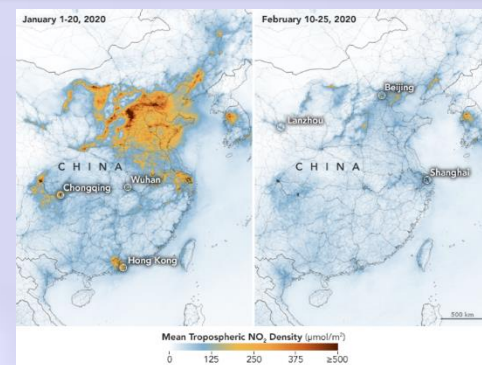 January 1-20, 2020
February 10-25, 2020
Beijing
Lanzhou
CHINA
CHINA
Wuhan
Chongqing
Shanghai
Hong Kong
500 km
Mean Tropospheric NO₂ Density (μmol/m²)
0 125 250 375 ≥500